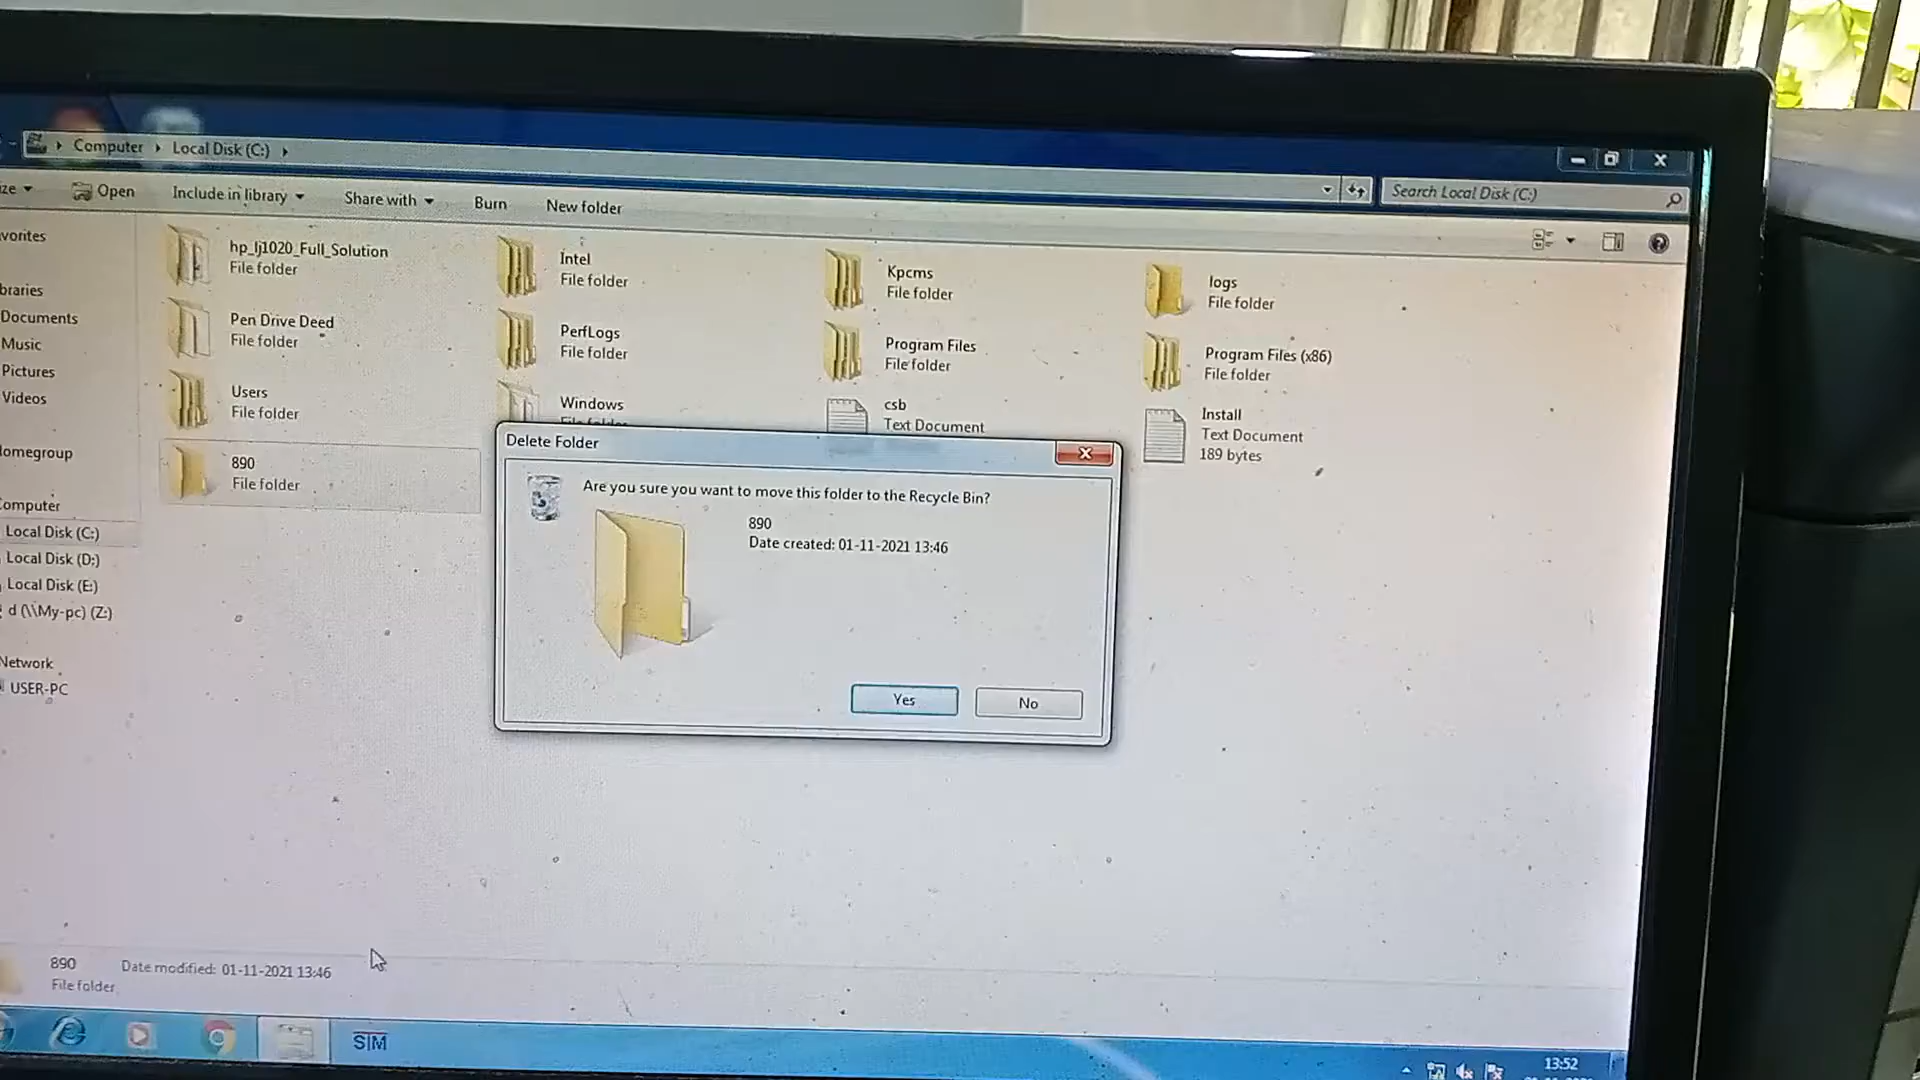 Computer Local Disk (C:)
Search Local Disk (C:)
Open
Include in library
Share with
Burn
New folder
Documents
Music
Pictures
Videos
Local Disk (C:)
Local Disk (D:)
Local Disk (E:)
d (\\My-pc) (Z:)
Network
USER-PC
hp_lj1020_Full_Solution
File folder
Intel
File folder
Kpcms
File folder
logs
File folder
Pen Drive Deed
File folder
PerfLogs
File folder
Program Files
File folder
Program Files (x86)
File folder
Users
File folder
Windows
csb
Text Document
Install
Text Document
189 bytes
890
File folder
Delete Folder
Are you sure you want to move this folder to the Recycle Bin?
890
Date created: 01-11-2021 13:46
Yes
No
890
Date modified: 01-11-2021 13:46
File folder
SIM
13:52